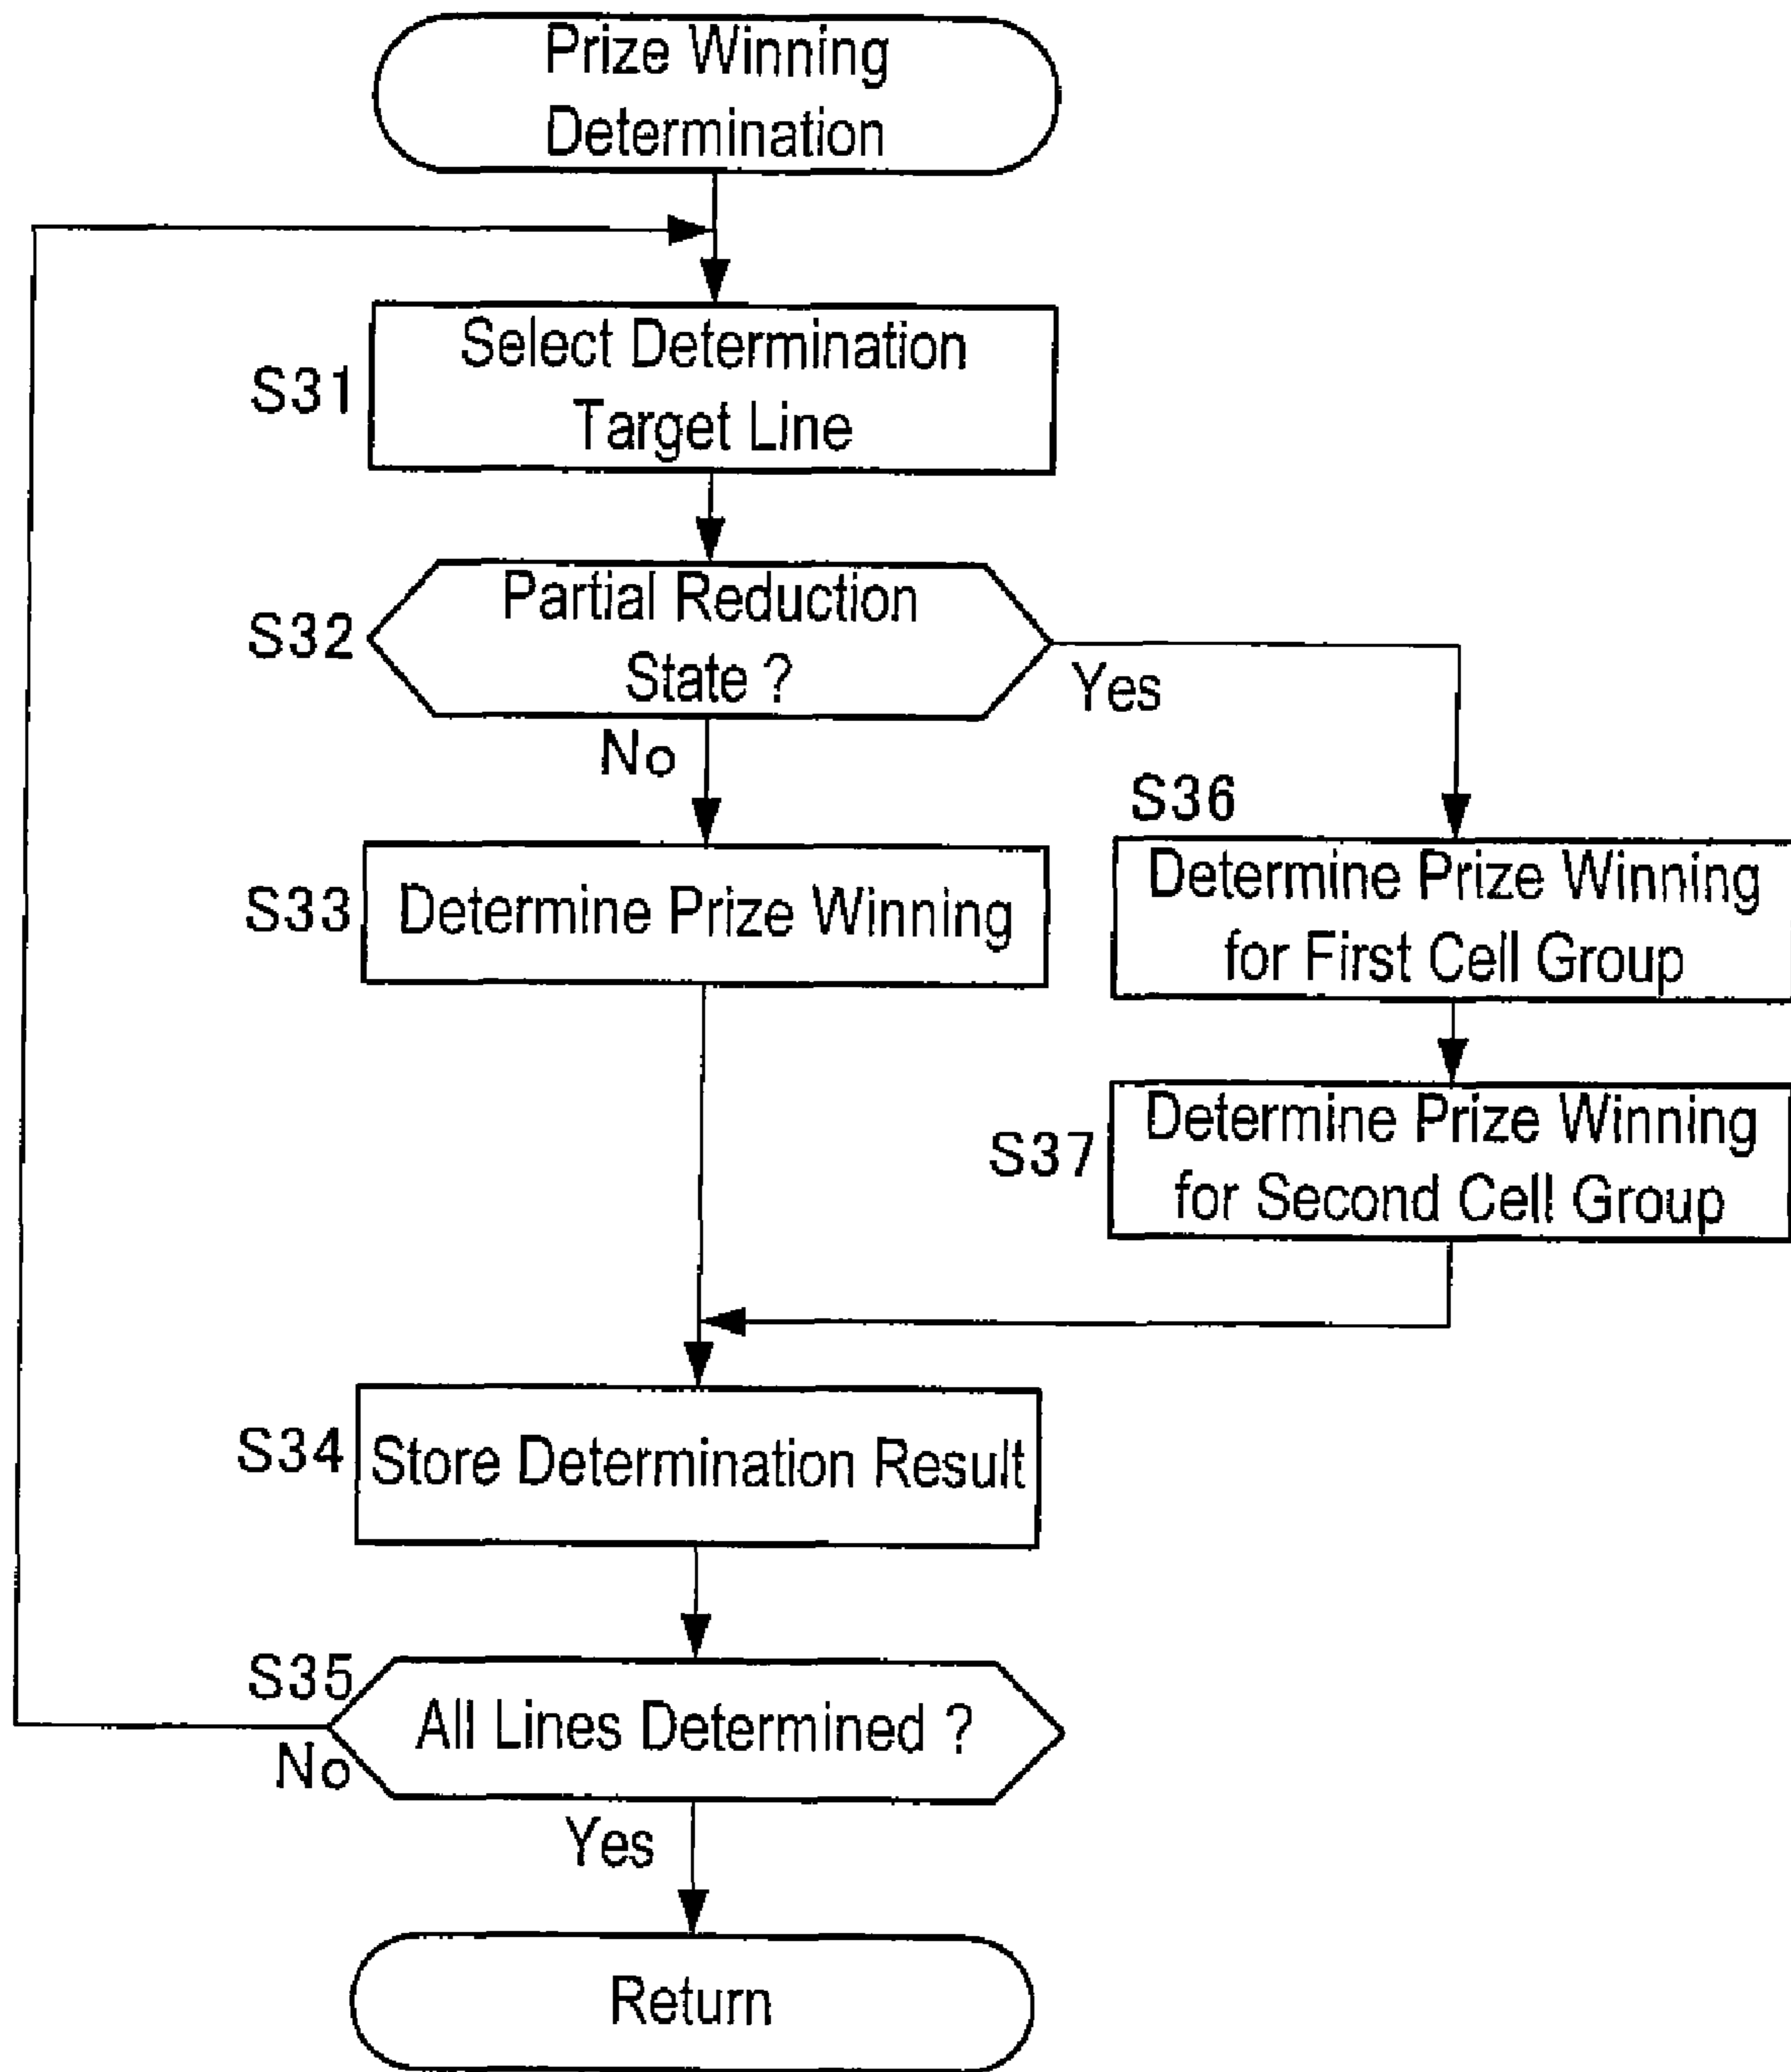 Prize Winning
Determination
S31
Select Determination
Target Line
S32
Partial Reduction
State ?
Yes
No
S33
Determine Prize Winning
S36
Determine Prize Winning
for First Cell Group
S37
Determine Prize Winning
for Second Cell Group
S34
Store Determination Result
S35
All Lines Determined ?
No
Yes
Return